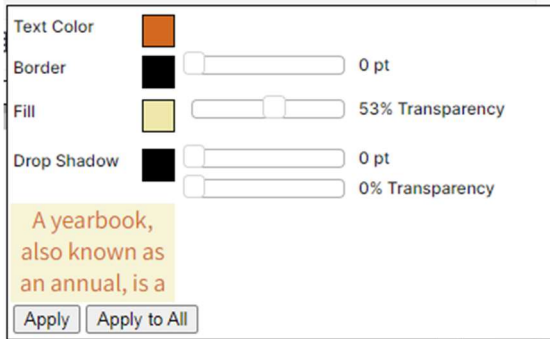 Text Color
Border 0 pt
Fill 53% Transparency
Drop Shadow 0 pt
0% Transparency
A yearbook,
also known as
an annual, is a
Apply Apply to All